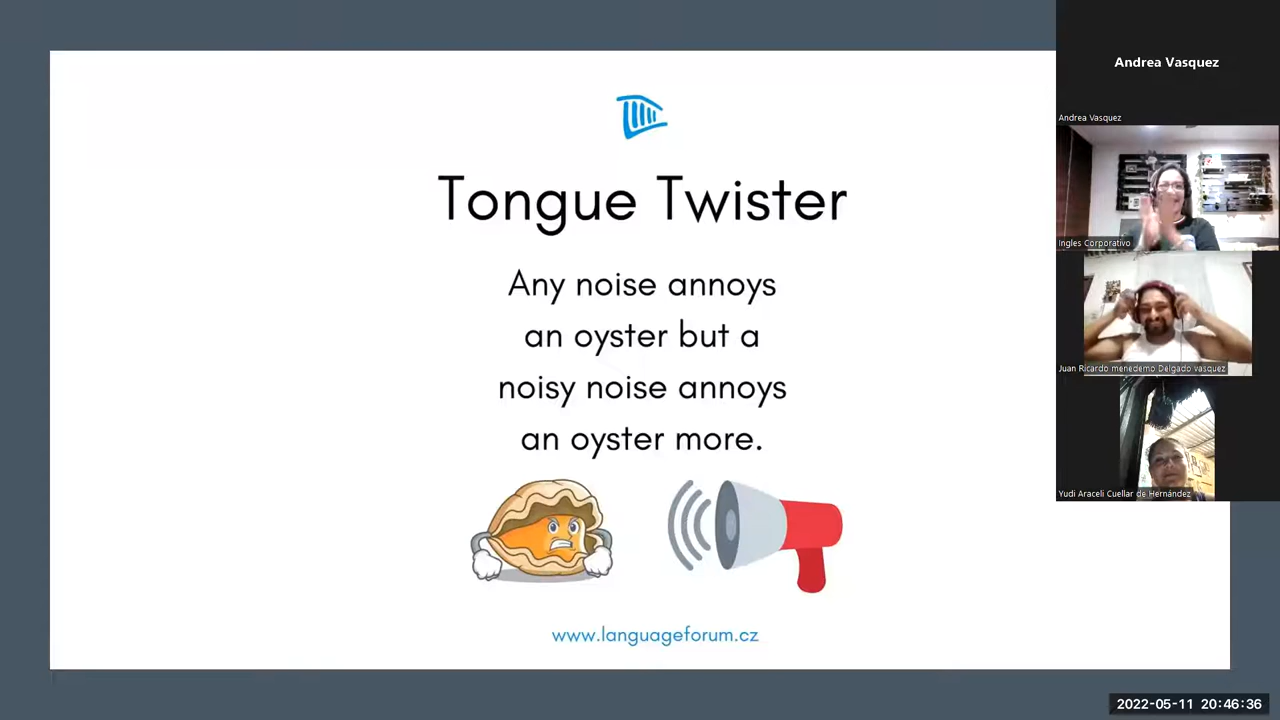 Tongue Twister
Any noise annoys
an oyster but a
noisy noise annoys
an oyster more.
www.languageforum.cz
Andrea Vasquez
Andrea Vasquez
Ingles Corporativo
Juan Ricardo menedemo Delgado vasquez
Yudi Araceli Cuellar de Hernández
2022-05-11 20:46:36